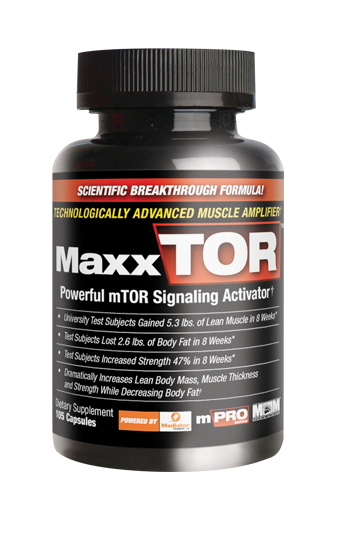 SCIENTIFIC BREAKTHROUGH FORMULA!
TECHNOLOGICALLY ADVANCED MUSCLE AMPLIFIER†
MaxxTOR™
Powerful mTOR Signaling Activator†
• University Test Subjects Gained 5.3 lbs. of Lean Muscle in 8 Weeks*
• Test Subjects Lost 2.6 lbs. of Body Fat in 8 Weeks*
• Test Subjects Increased Strength 47% in 8 Weeks*
• Dramatically Increases Lean Body Mass, Muscle Thickness
and Strength While Decreasing Body Fat†
Dietary Supplement
105 Capsules
POWERED BY
Mediator
mPRO